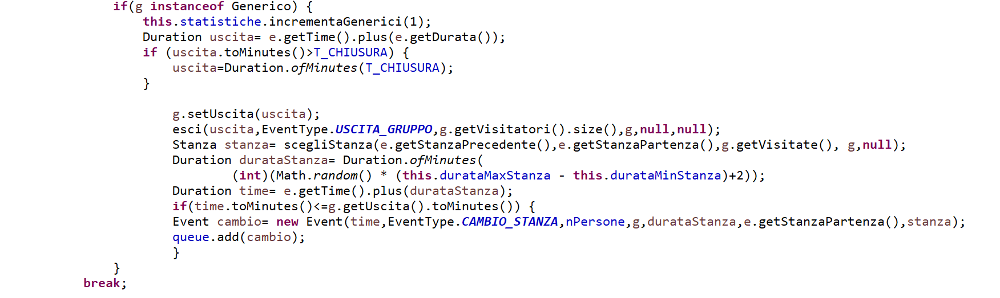 if(g instanceof Generico) {
this.statistiche.incrementaGenerici(1);
Duration uscita= e.getTime().plus(e.getDurata());
if (uscita.toMinutes()>T_CHIUSURA) {
uscita=Duration.ofMinutes(T_CHIUSURA);
}
g.setUscita(uscita);
esci(uscita,EventType.USCITA_GRUPPO,g.getVisitatori().size(),g,null,null);
Stanza stanza= scegliStanza(e.getStanzaPrecedente(),e.getStanzaPartenza(),g.getVisitate(), g,null);
Duration durataStanza= Duration.ofMinutes(
(int)(Math.random() * (this.durataMaxStanza - this.durataMinStanza)+2));
Duration time= e.getTime().plus(durataStanza);
if(time.toMinutes()<=g.getUscita().toMinutes()) {
Event cambio= new Event(time,EventType.CAMBIO_STANZA,nPersone,g,durataStanza,e.getStanzaPartenza(),stanza);
queue.add(cambio);
}
}
break;